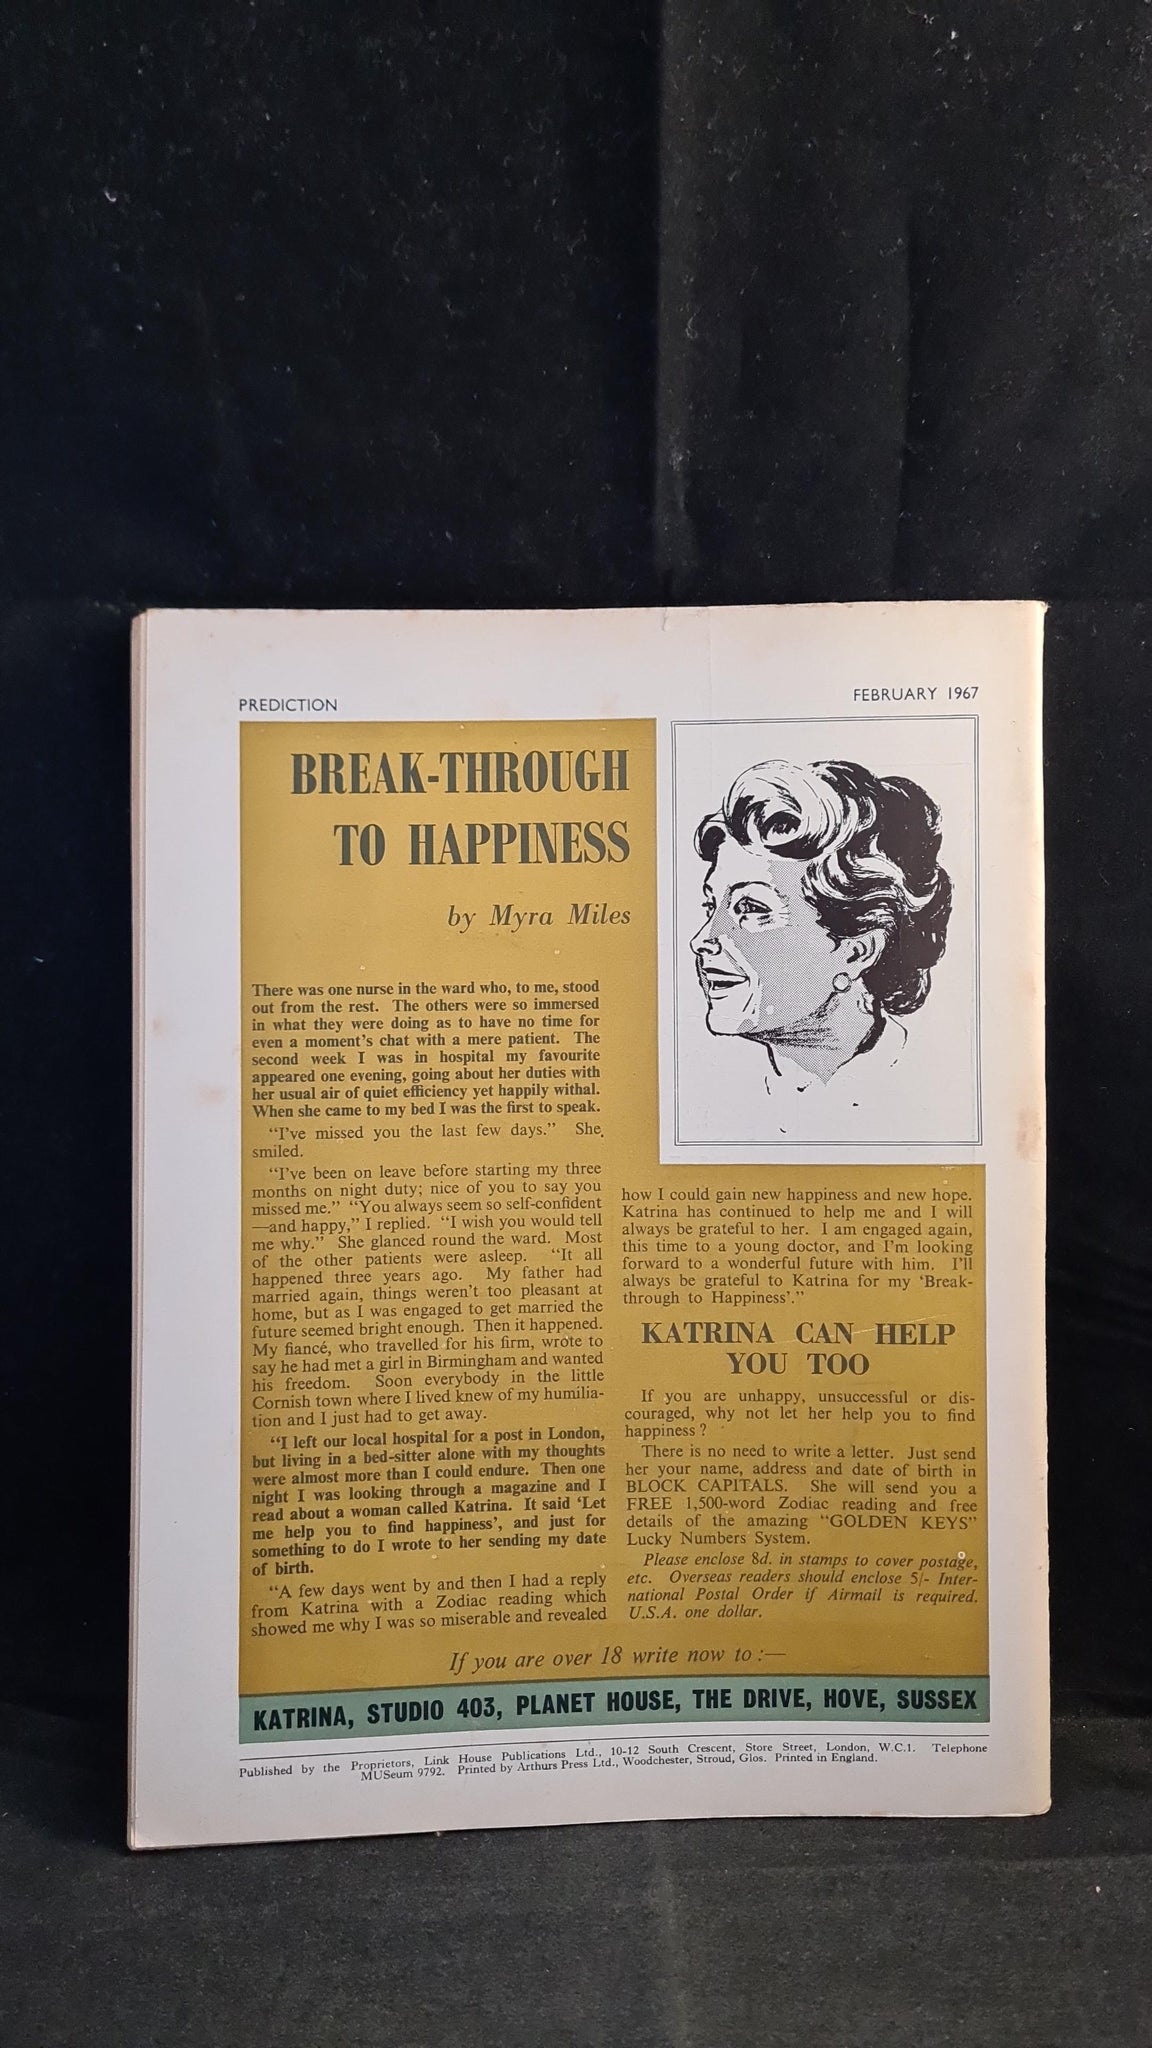 PREDICTION
FEBRUARY 1967
BREAK-THROUGH
TO HAPPINESS
by Myra Miles
There was one nurse in the ward who, to me, stood
out from the rest. The others were so immersed
in what they were doing as to have no time for
even a moment's chat with a mere patient. The
second week I was in hospital my favourite
appeared one evening, going about her duties with
her usual air of quiet efficiency yet happily withal.
When she came to my bed I was the first to speak.
"I've missed you the last few days." She
smiled.
"I've been on leave before starting my three
months on night duty; nice of you to say you
missed me." "You always seem so self-confident
—and happy," I replied. "I wish you would tell
me why." She glanced round the ward. Most
of the other patients were asleep. "It all
happened three years ago. My father had
married again, things weren't too pleasant at
home, but as I was engaged to get married the
future seemed bright enough. Then it happened.
My fiancé, who travelled for his firm, wrote to
say he had met a girl in Birmingham and wanted
his freedom. Soon everybody in the little
Cornish town where I lived knew of my humilia-
tion and I just had to get away.
"I left our local hospital for a post in London,
but living in a bed-sitter alone with my thoughts
were almost more than I could endure. Then one
night I was looking through a magazine and I
read about a woman called Katrina. It said 'Let
me help you to find happiness', and just for
something to do I wrote to her sending my date
of birth.
"A few days went by and then I had a reply
from Katrina with a Zodiac reading which
showed me why I was so miserable and revealed
how I could gain new happiness and new hope.
Katrina has continued to help me and I will
always be grateful to her. I am engaged again,
this time to a young doctor, and I'm looking
forward to a wonderful future with him. I'll
always be grateful to Katrina for my 'Break-
through to Happiness'."
KATRINA CAN HELP
YOU TOO
If you are unhappy, unsuccessful or dis-
couraged, why not let her help you to find
happiness?
There is no need to write a letter. Just send
her your name, address and date of birth in
BLOCK CAPITALS. She will send you a
FREE 1,500-word Zodiac reading and free
details of the amazing "GOLDEN KEYS"
Lucky Numbers System.
Please enclose 8d. in stamps to cover postage,
etc. Overseas readers should enclose 5/- Inter-
national Postal Order if Airmail is required.
U.S.A. one dollar.
If you are over 18 write now to :—
KATRINA, STUDIO 403, PLANET HOUSE, THE DRIVE, HOVE, SUSSEX
Published by the Proprietors, Link House Publications Ltd., 10-12 South Crescent, Store Street, London, W.C.1. Telephone
MUSeum 9792. Printed by Arthurs Press Ltd., Woodchester, Stroud, Glos. Printed in England.